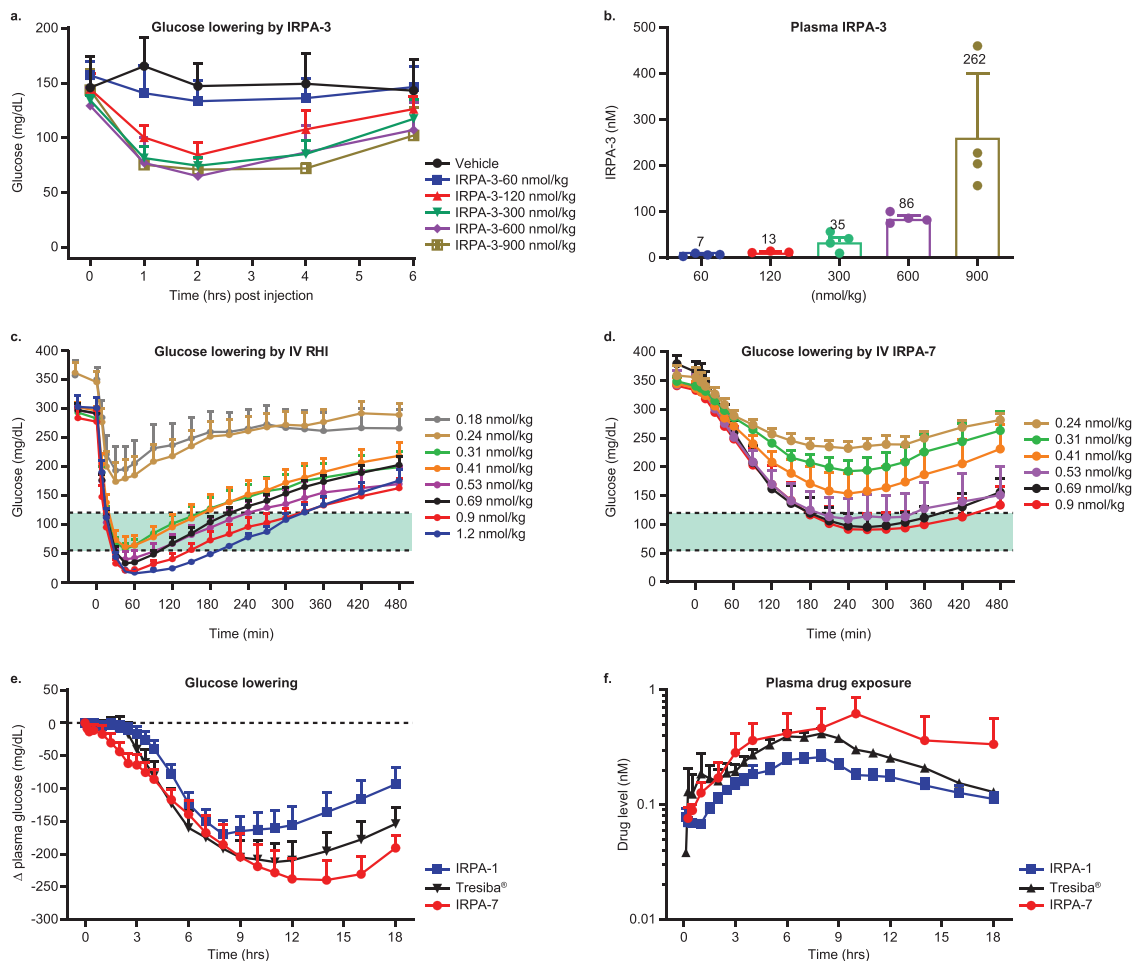 a.
Glucose lowering by IRPA-3
200
150
100
50
0
Glucose (mg/dL)
0 1 2 3 4 5 6
Time (hrs) post injection
Vehicle
IRPA-3-60 nmol/kg
IRPA-3-120 nmol/kg
IRPA-3-300 nmol/kg
IRPA-3-600 nmol/kg
IRPA-3-900 nmol/kg
b.
Plasma IRPA-3
500
400
300
200
100
0
IRPA-3 (nM)
7 13 35 86 262
60 120 300 600 900
(nmol/kg)
c.
Glucose lowering by IV RHI
400
350
300
250
200
150
100
50
0
Glucose (mg/dL)
0 60 120 180 240 300 360 420 480
Time (min)
0.18 nmol/kg
0.24 nmol/kg
0.31 nmol/kg
0.41 nmol/kg
0.53 nmol/kg
0.69 nmol/kg
0.9 nmol/kg
1.2 nmol/kg
d.
Glucose lowering by IV IRPA-7
400
350
300
250
200
150
100
50
0
Glucose (mg/dL)
0 60 120 180 240 300 360 420 480
Time (min)
0.24 nmol/kg
0.31 nmol/kg
0.41 nmol/kg
0.53 nmol/kg
0.69 nmol/kg
0.9 nmol/kg
e.
Glucose lowering
50
0
-50
-100
-150
-200
-250
-300
Δ plasma glucose (mg/dL)
0 3 6 9 12 15 18
Time (hrs)
IRPA-1
Tresiba®
IRPA-7
f.
Plasma drug exposure
1
0.1
0.01
Drug level (nM)
0 3 6 9 12 15 18
Time (hrs)
IRPA-1
Tresiba®
IRPA-7